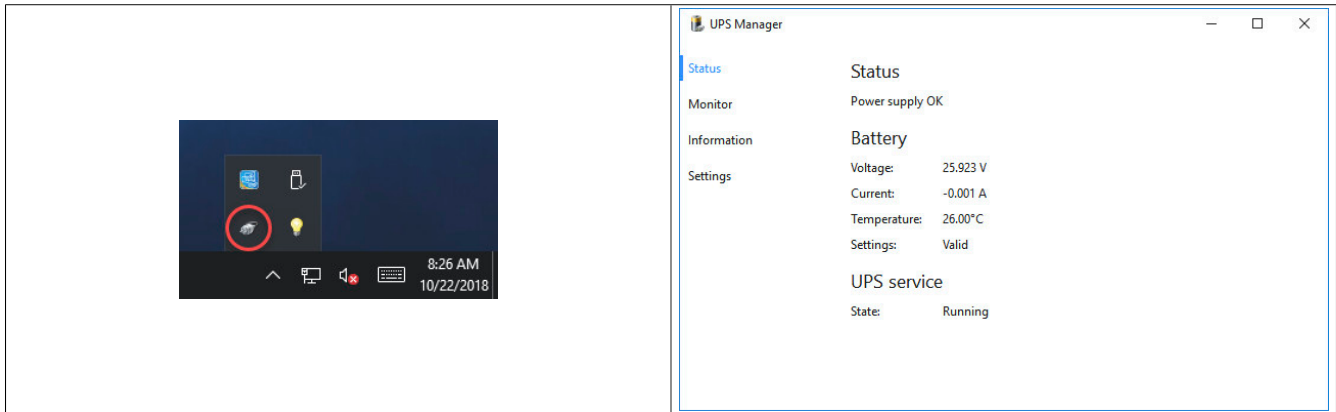 8:26 AM
10/22/2018
UPS Manager
Status
Monitor
Information
Settings
Status
Power supply OK
Battery
Voltage: 25.923 V
Current: -0.001 A
Temperature: 26.00°C
Settings: Valid
UPS service
State: Running